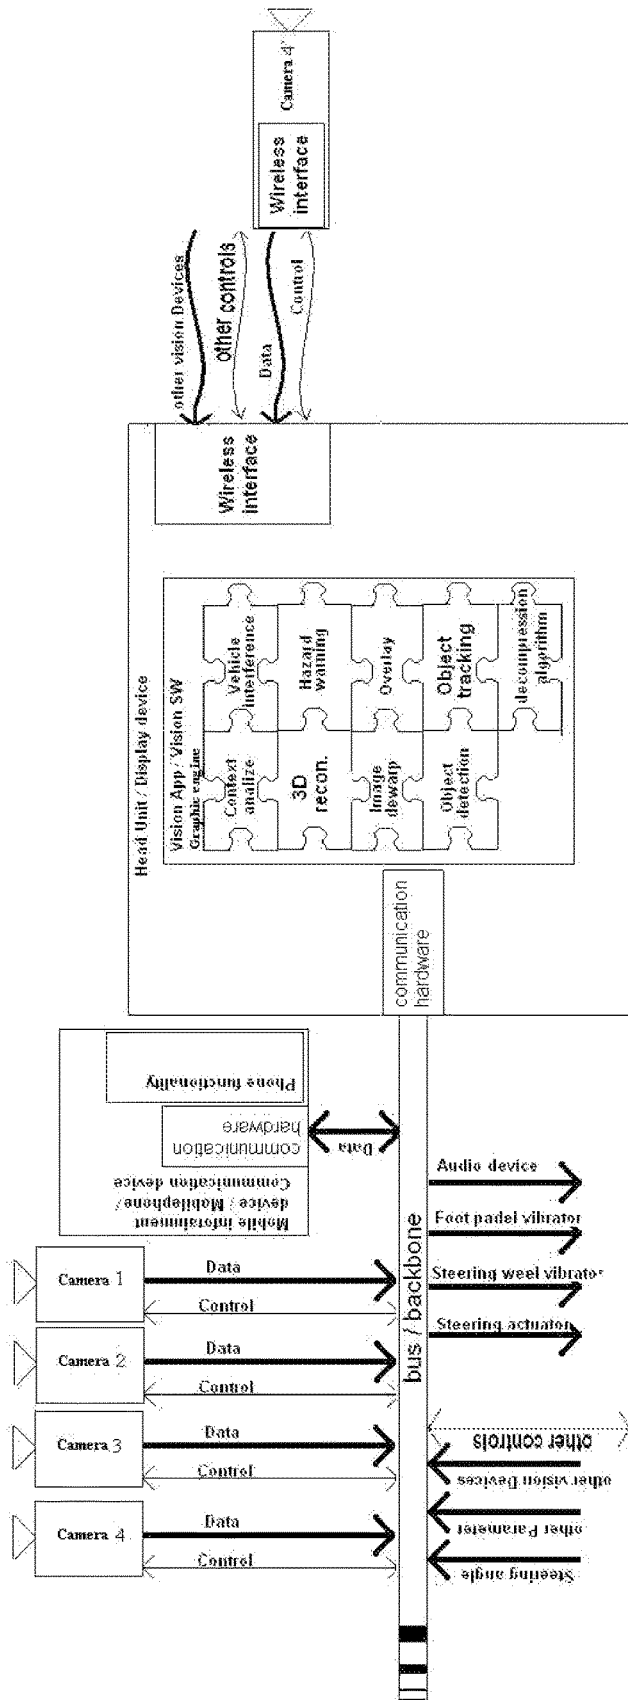 Camera 4'
Wireless
interface
other vision Devices
other controls
Data
Control
Wireless
interface
Head Unit / Display device
Vision App / Vision SW
Graphic engine
Vehicle
interference
Hazard
warning
Overlay
Object
tracking
decompression
algorithm
Context
analize
3D
recon.
Image
dewarp
Object
detection
communication
hardware
Phone functionality
communication
hardware
Mobile infotainment
device / Mobilephone/
Communication device
Data
bus / backbone
Camera 1
Data
Control
Camera 2
Data
Control
Camera 3
Data
Control
Camera 4
Data
Control
Audio device
Foot padel vibrator
Steering weel vibrator
Steering actuator
other controls
other vision Devices
other Parameter
Steering angle